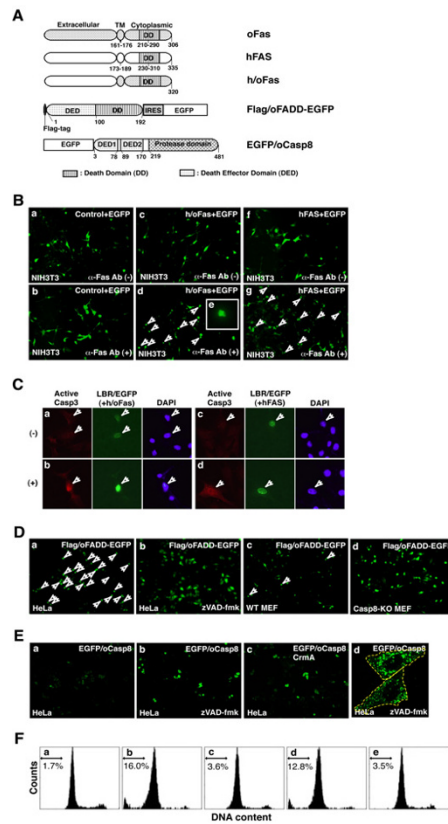 A
Extracellular TM Cytoplasmic
DD
161-176 210-290 306
oFas
DD
173-189 230-310 335
hFAS
DD
320
h/oFas
DED DD IRES EGFP
1 100 192
Flag-tag
Flag/oFADD-EGFP
EGFP DED1 DED2 Protease domain
3 78 89 170 219 481
EGFP/oCasp8
: Death Domain (DD) : Death Effector Domain (DED)
B
a Control+EGFP
NIH3T3 α-Fas Ab (-)
c h/oFas+EGFP
NIH3T3 α-Fas Ab (-)
f hFAS+EGFP
NIH3T3 α-Fas Ab (-)
b Control+EGFP
NIH3T3 α-Fas Ab (+)
d h/oFas+EGFP
e
NIH3T3 α-Fas Ab (+)
g hFAS+EGFP
NIH3T3 α-Fas Ab (+)
C
Active Casp3 LBR/EGFP (+h/oFas) DAPI Active Casp3 LBR/EGFP (+hFAS) DAPI
(-) a c
(+) b d
D
a Flag/oFADD-EGFP
HeLa
b Flag/oFADD-EGFP
HeLa zVAD-fmk
c Flag/oFADD-EGFP
WT MEF
d Flag/oFADD-EGFP
Casp8-KO MEF
E
a EGFP/oCasp8
HeLa
b EGFP/oCasp8
HeLa zVAD-fmk
c EGFP/oCasp8
CrmA
HeLa
d EGFP/oCasp8
HeLa zVAD-fmk
F
a b c d e
1.7% 16.0% 3.6% 12.8% 3.5%
Counts
DNA content